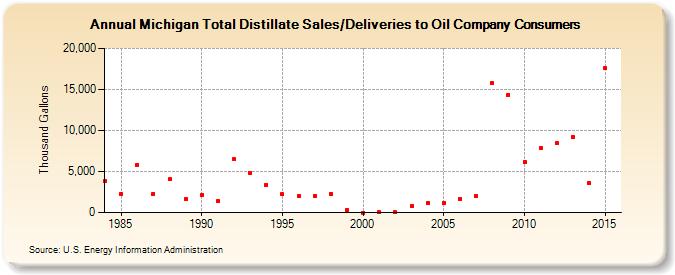 Annual Michigan Total Distillate Sales/Deliveries to Oil Company Consumers
Thousand Gallons
20,000
15,000
10,000
5,000
0
1985 1990 1995 2000 2005 2010 2015
Source: U.S. Energy Information Administration